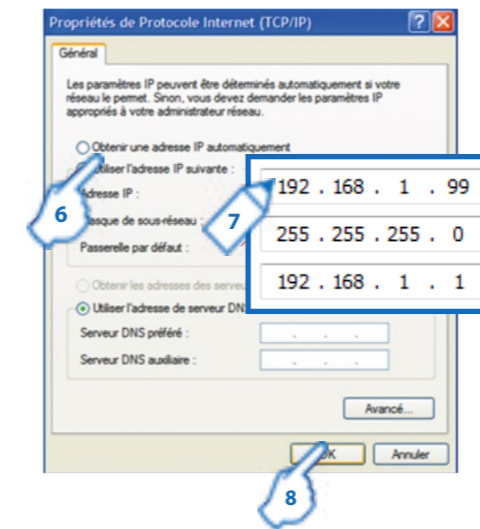 Propriétés de Protocole Internet (TCP/IP)
Général
Les paramètres IP peuvent être déterminés automatiquement si votre
réseau le permet. Sinon, vous devez demander les paramètres IP
appropriés à votre administrateur réseau.
Obtenir une adresse IP automatiquement
Utiliser l'adresse IP suivante :
Adresse IP : 192 . 168 . 1 . 99
6
7
Masque de sous-réseau : 255 . 255 . 255 . 0
Passerelle par défaut : 192 . 168 . 1 . 1
Obtenir les adresses des
Utiliser l'adresse de serveur DNS
Serveur DNS préféré : . . .
Serveur DNS auxiliaire : . . .
Avancé...
OK Annuler
8